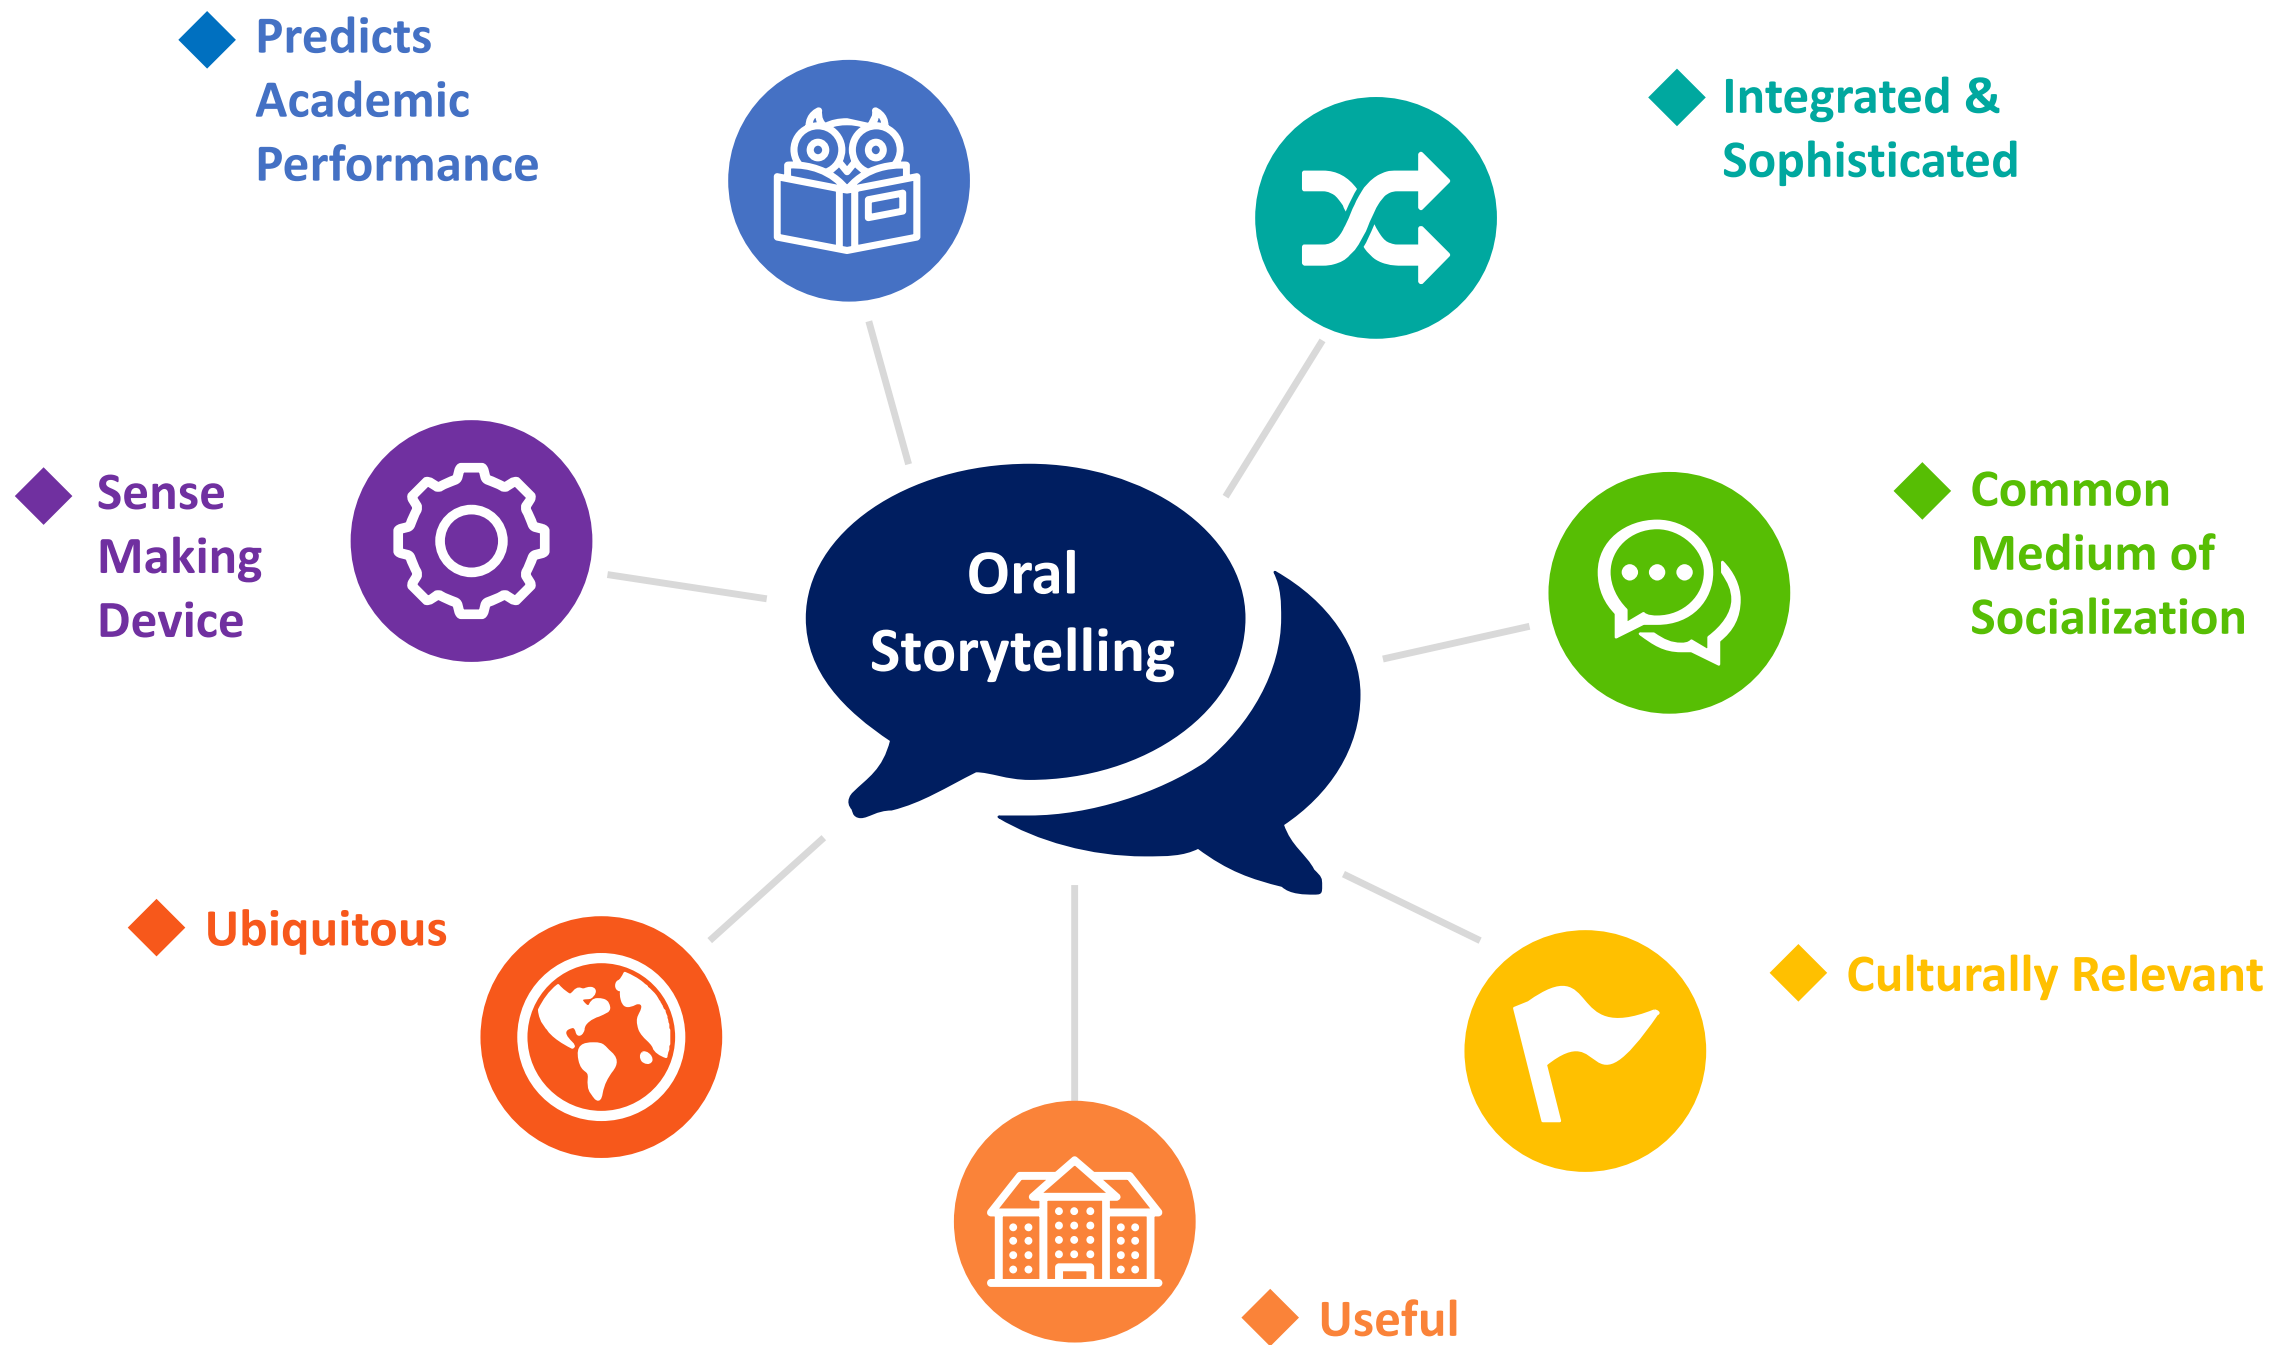 Predicts
Academic
Performance
Integrated &
Sophisticated
Sense
Making
Device
Oral
Storytelling
Common
Medium of
Socialization
Ubiquitous
Culturally Relevant
Useful